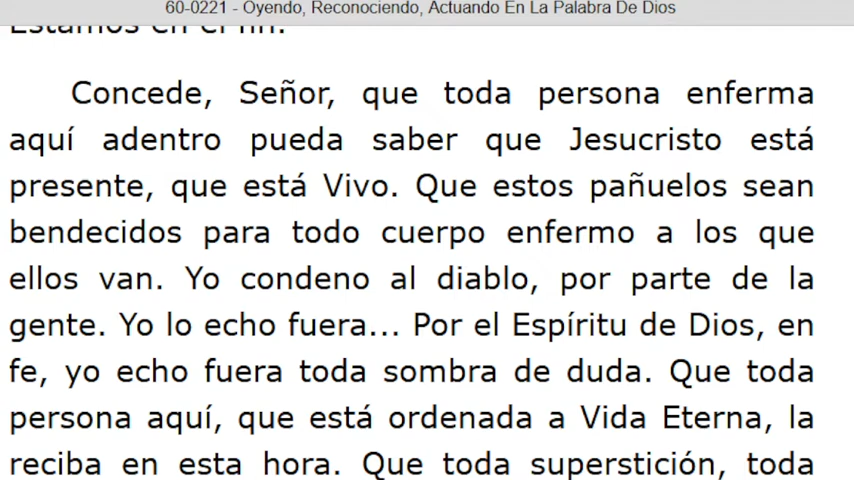 60-0221 - Oyendo, Reconociendo, Actuando En La Palabra De Dios
Estamos en el fin.
Concede, Señor, que toda persona enferma
aquí adentro pueda saber que Jesucristo está
presente, que está Vivo. Que estos pañuelos sean
bendecidos para todo cuerpo enfermo a los que
ellos van. Yo condeno al diablo, por parte de la
gente. Yo lo echo fuera... Por el Espíritu de Dios, en
fe, yo echo fuera toda sombra de duda. Que toda
persona aquí, que está ordenada a Vida Eterna, la
reciba en esta hora. Que toda superstición, toda